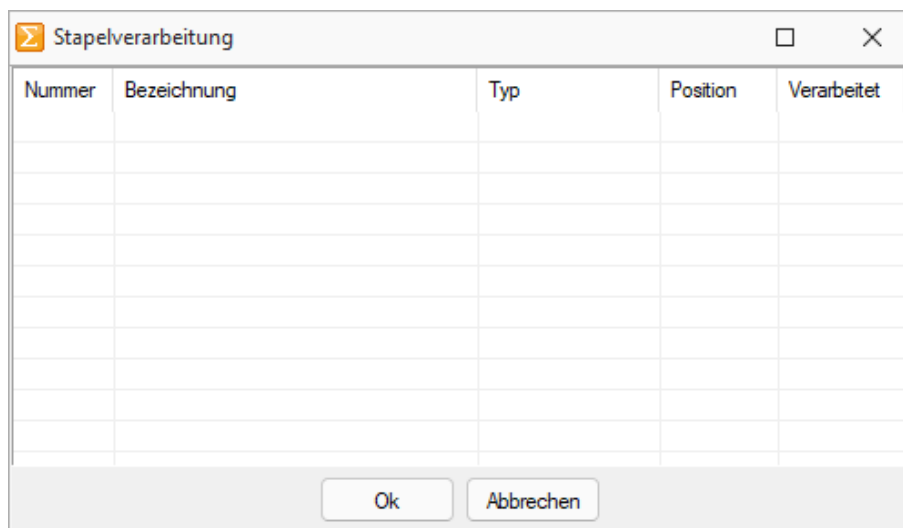 Stapelverarbeitung
Nummer Bezeichnung Typ Position Verarbeitet
Ok Abbrechen